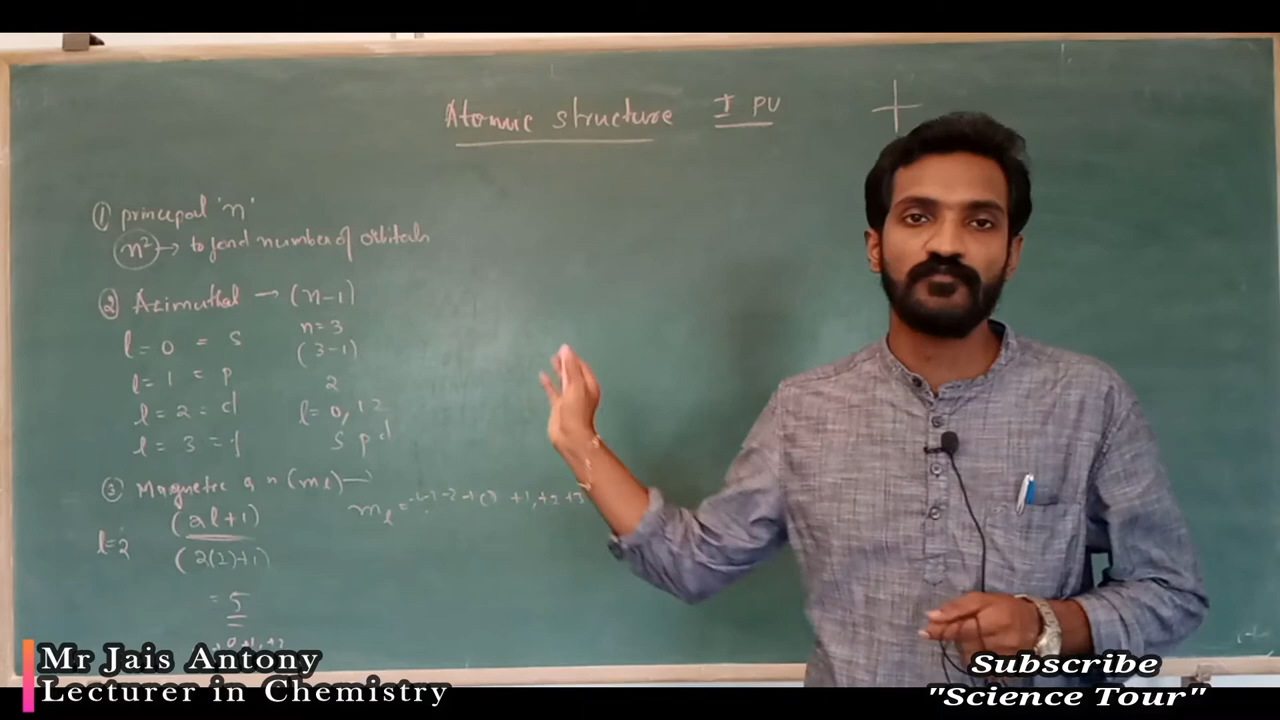 Atomic structure I PU
① principal 'n'
n² → to find number of orbitals
② Azimuthal → (n-1)
l = 0 = s
n = 3
l = 1 = p
(3-1)
l = 2 = d
2
l = 3 = f
l = 0, 1 2
s p d
③ Magnetic q n (ml) →
(2l+1)
l = 2
(2(2)+1)
= 5
Mr Jais Antony
Lecturer in Chemistry
Subscribe
"Science Tour"